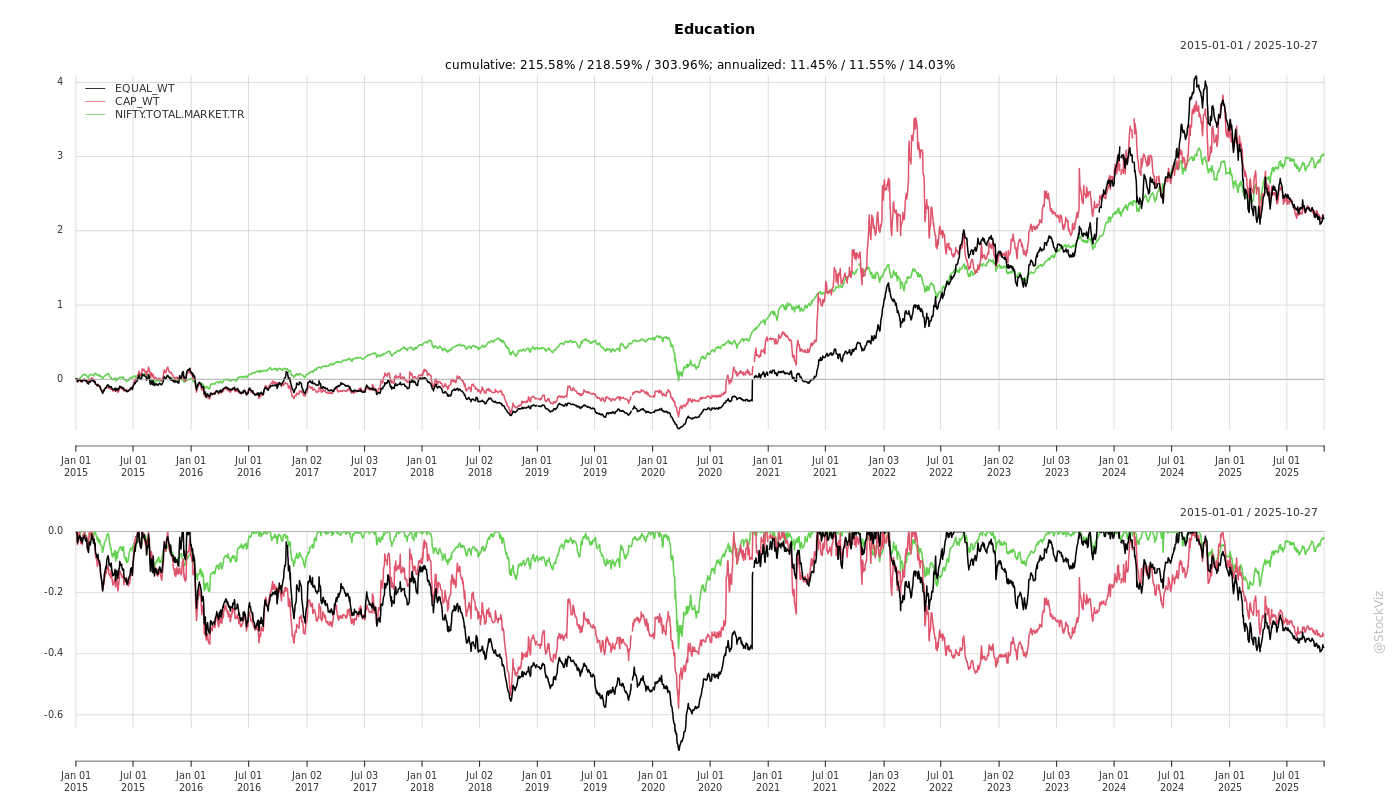 Education
2015-01-01 / 2025-10-27
cumulative: 215.58% / 218.59% / 303.96%; annualized: 11.45% / 11.55% / 14.03%
EQUAL_WT
CAP_WT
NIFTY.TOTAL.MARKET.TR
4
3
2
1
0
Jan 01 Jul 01 Jan 01 Jul 01 Jan 02 Jul 03 Jan 01 Jul 02 Jan 01 Jul 01 Jan 01 Jul 01 Jan 01 Jul 01 Jan 03 Jul 01 Jan 02 Jul 03 Jan 01 Jul 01 Jan 01 Jul 01
2015 2015 2016 2016 2017 2017 2018 2018 2019 2019 2020 2020 2021 2021 2022 2022 2023 2023 2024 2024 2025 2025
2015-01-01 / 2025-10-27
0.0
-0.2
-0.4
-0.6
Jan 01 Jul 01 Jan 01 Jul 01 Jan 02 Jul 03 Jan 01 Jul 02 Jan 01 Jul 01 Jan 01 Jul 01 Jan 01 Jul 01 Jan 03 Jul 01 Jan 02 Jul 03 Jan 01 Jul 01 Jan 01 Jul 01
2015 2015 2016 2016 2017 2017 2018 2018 2019 2019 2020 2020 2021 2021 2022 2022 2023 2023 2024 2024 2025 2025
@StockViz